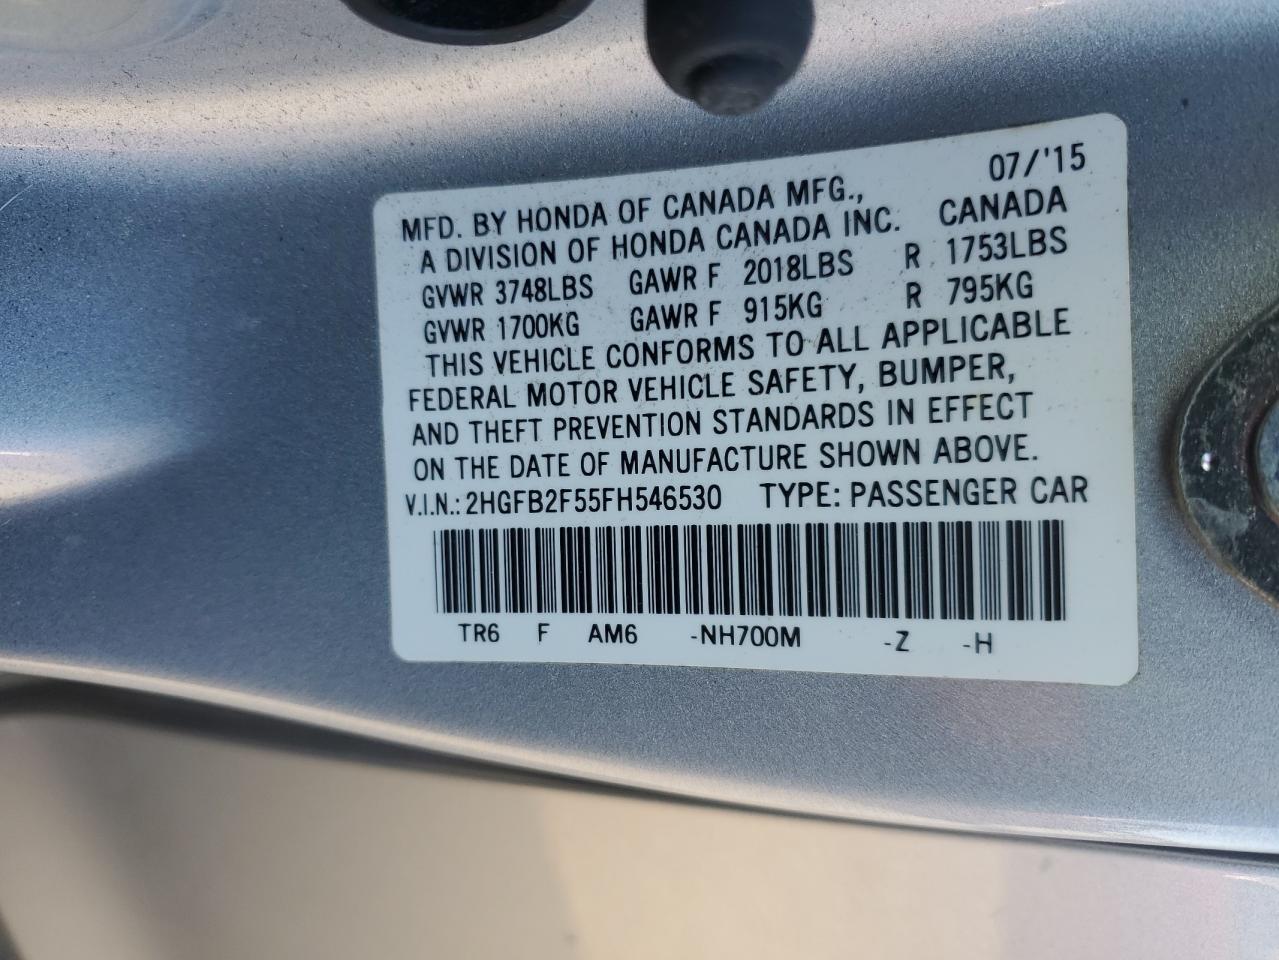 07/'15
MFD. BY HONDA OF CANADA MFG.,
A DIVISION OF HONDA CANADA INC. CANADA
GVWR 3748LBS GAWR F 2018LBS R 1753LBS
GVWR 1700KG GAWR F 915KG R 795KG
THIS VEHICLE CONFORMS TO ALL APPLICABLE
FEDERAL MOTOR VEHICLE SAFETY, BUMPER,
AND THEFT PREVENTION STANDARDS IN EFFECT
ON THE DATE OF MANUFACTURE SHOWN ABOVE.
V.I.N.: 2HGFB2F55FH546530 TYPE: PASSENGER CAR
TR6 F AM6 -NH700M -Z -H